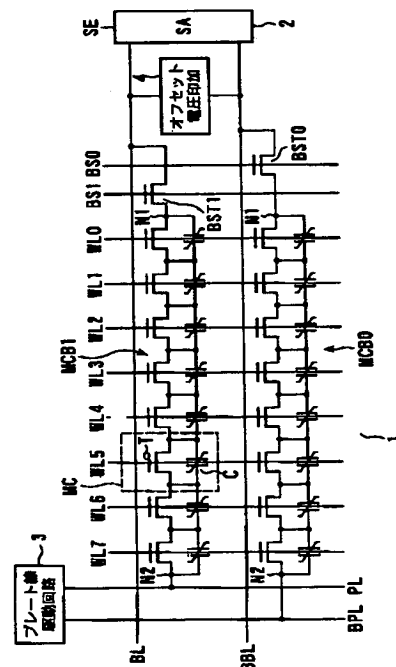 SE
SA
2
4
オフセット
電圧印加
BS0
BST0
BS1
N1
BST1
N1
WL0
WL1
WL2
MCB1
WL3
MCB0
WL4
MC
WL5
T
C
1
WL6
WL7
N2
N2
3
プレート線
駆動回路
BL
BBL
BPL PL